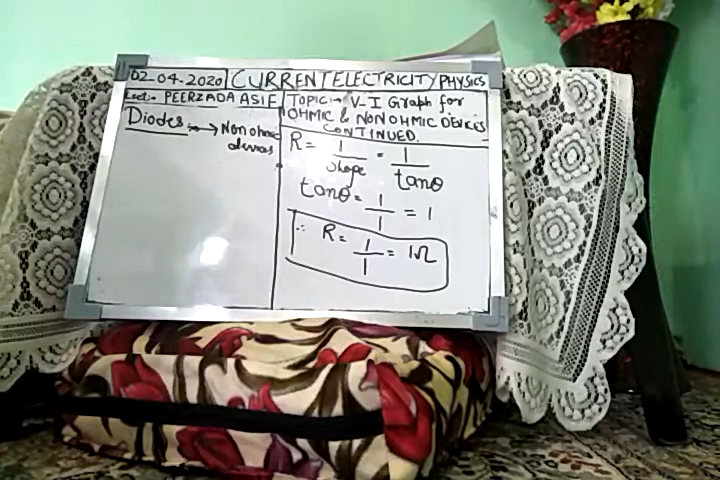 02-04-2020 CURRENT ELECTRICITY PHYSICS
Lect:- PEERZADA ASIF
TOPIC:- V-I Graph for
OHMIC & NON OHMIC DEVICES
CONTINUED.
Diodes → Non ohmic
devices
R = 1/slope = 1/tanθ
tanθ = 1/1 = 1
∴ R = 1/1 = 1Ω